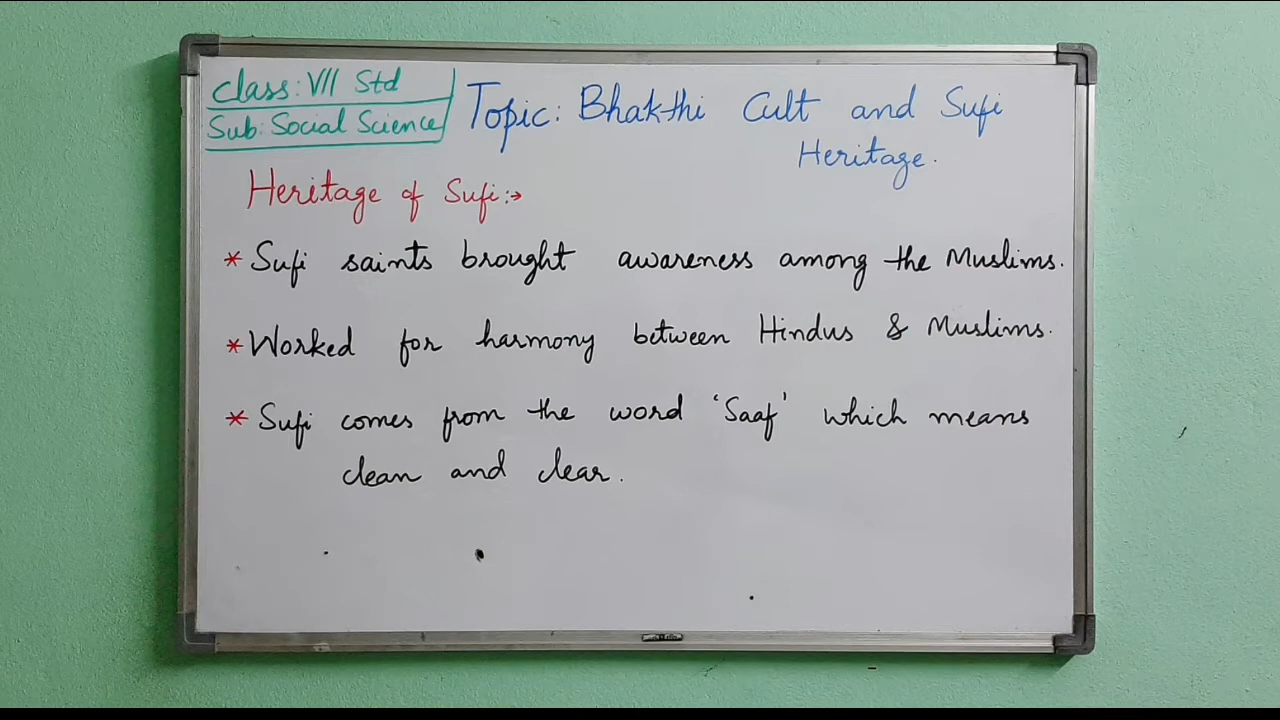 Class: VII Std
Sub: Social Science
Topic: Bhakthi Cult and Sufi
Heritage.
Heritage of Sufi:→
* Sufi saints brought awareness among the Muslims.
* Worked for harmony between Hindus & Muslims.
* Sufi comes from the word 'Saaf' which means
clean and clear.